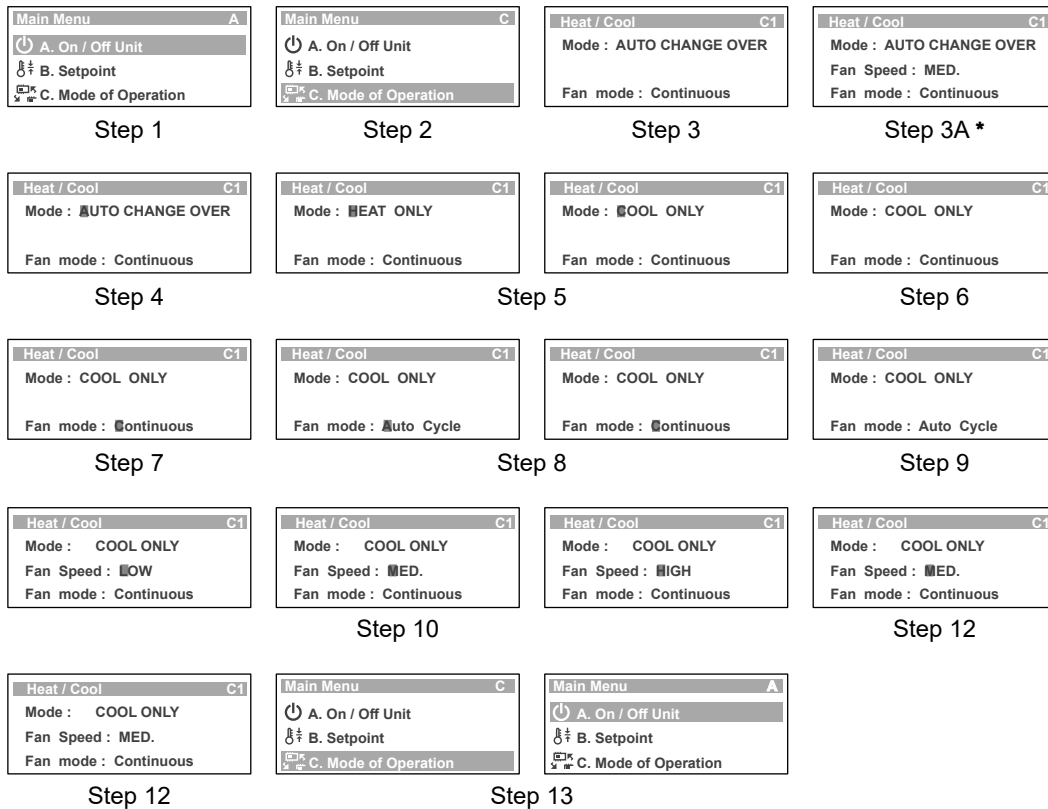 Main Menu A
A. On / Off Unit
B. Setpoint
C. Mode of Operation
Step 1
Main Menu C
A. On / Off Unit
B. Setpoint
C. Mode of Operation
Step 2
Heat / Cool C1
Mode : AUTO CHANGE OVER
Fan mode : Continuous
Step 3
Heat / Cool C1
Mode : AUTO CHANGE OVER
Fan Speed : MED.
Fan mode : Continuous
Step 3A *
Heat / Cool C1
Mode : AUTO CHANGE OVER
Fan mode : Continuous
Step 4
Heat / Cool C1
Mode : HEAT ONLY
Fan mode : Continuous
Heat / Cool C1
Mode : COOL ONLY
Fan mode : Continuous
Step 5
Heat / Cool C1
Mode : COOL ONLY
Fan mode : Continuous
Step 6
Heat / Cool C1
Mode : COOL ONLY
Fan mode : Continuous
Step 7
Heat / Cool C1
Mode : COOL ONLY
Fan mode : Auto Cycle
Heat / Cool C1
Mode : COOL ONLY
Fan mode : Continuous
Step 8
Heat / Cool C1
Mode : COOL ONLY
Fan mode : Auto Cycle
Step 9
Heat / Cool C1
Mode : COOL ONLY
Fan Speed : LOW
Fan mode : Continuous
Heat / Cool C1
Mode : COOL ONLY
Fan Speed : MED.
Fan mode : Continuous
Step 10
Heat / Cool C1
Mode : COOL ONLY
Fan Speed : HIGH
Fan mode : Continuous
Heat / Cool C1
Mode : COOL ONLY
Fan Speed : MED.
Fan mode : Continuous
Step 12
Heat / Cool C1
Mode : COOL ONLY
Fan Speed : MED.
Fan mode : Continuous
Step 12
Main Menu C
A. On / Off Unit
B. Setpoint
C. Mode of Operation
Main Menu A
A. On / Off Unit
B. Setpoint
C. Mode of Operation
Step 13